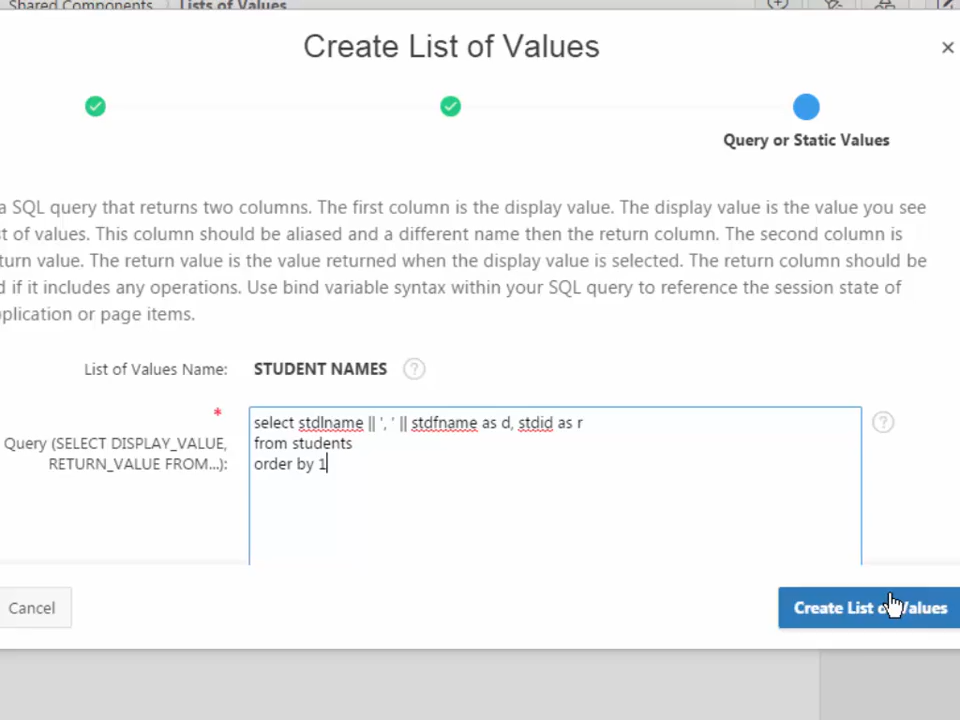 Shared Components Lists of Values
Create List of Values
Query or Static Values
a SQL query that returns two columns. The first column is the display value. The display value is the value you see
st of values. This column should be aliased and a different name then the return column. The second column is
turn value. The return value is the value returned when the display value is selected. The return column should be
d if it includes any operations. Use bind variable syntax within your SQL query to reference the session state of
pplication or page items.
List of Values Name: STUDENT NAMES ?
* Query (SELECT DISPLAY_VALUE, RETURN_VALUE FROM...): ?
select stdlname || ', ' || stdfname as d, stdid as r
from students
order by 1
Cancel
Create List of Values